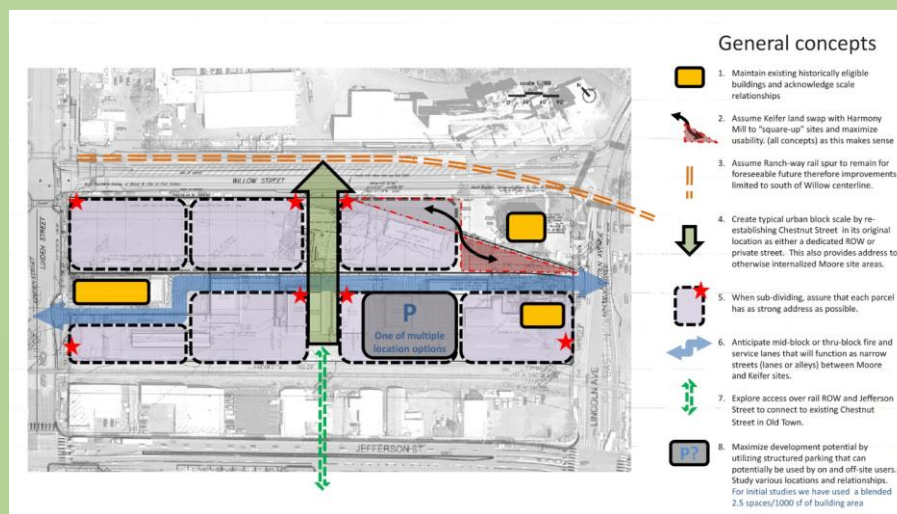 General concepts
1. Maintain existing historically eligible
buildings and acknowledge scale
relationships
2. Assume Keifer land swap with Harmony
Mill to "square-up" sites and maximize
usability. (all concepts) as this makes sense
3. Assume Ranch-way rail spur to remain for
foreseeable future therefore improvements
limited to south of Willow centerline.
4. Create typical urban block scale by re-
establishing Chestnut Street in its original
location as either a dedicated ROW or
private street. This also provides address to
otherwise internalized Moore site areas.
5. When sub-dividing, assure that each parcel
has as strong address as possible.
6. Anticipate mid-block or thru-block fire and
service lanes that will function as narrow
streets (lanes or alleys) between Moore
and Keifer sites.
7. Explore access over rail ROW and Jefferson
Street to connect to existing Chestnut
Street in Old Town.
P?
8. Maximize development potential by
utilizing structured parking that can
potentially be used by on and off-site users.
Study various locations and relationships.
For initial studies we have used a blended
2.5 spaces/1000 sf of building area
WILLOW STREET
LINDEN STREET
P
One of multiple
location options
LINCOLN AVE
JEFFERSON ST